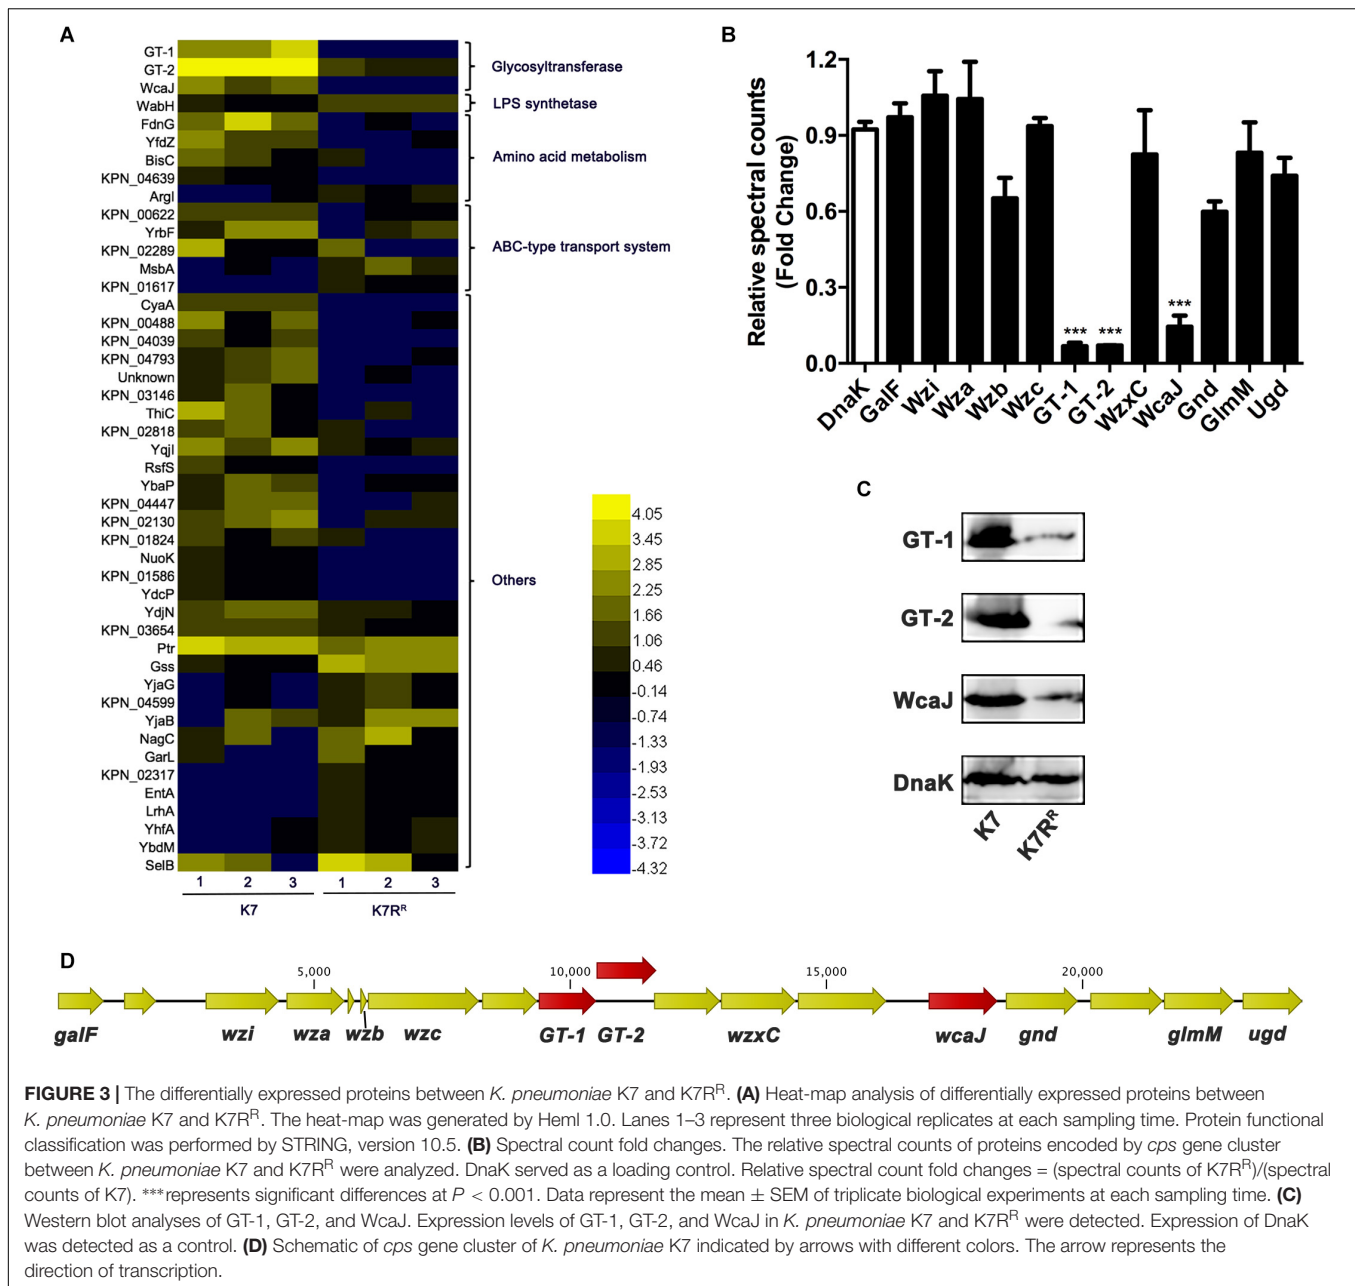 A
GT-1
GT-2
WcaJ
WabH
FdnG
YfdZ
BisC
KPN_04639
ArgI
KPN_00622
YrbF
KPN_02289
MsbA
KPN_01617
CyaA
KPN_00488
KPN_04039
KPN_04793
Unknown
KPN_03146
ThiC
KPN_02818
YqjI
RsfS
YbaP
KPN_04447
KPN_02130
KPN_01824
NuoK
KPN_01586
YdcP
YdjN
KPN_03654
Ptr
Gss
YjaG
KPN_04599
YjaB
NagC
GarL
KPN_02317
EntA
LrhA
YhfA
YbdM
SelB
1 2 3 1 2 3
K7 K7Rᴿ
Glycosyltransferase
LPS synthetase
Amino acid metabolism
ABC-type transport system
Others
4.05
3.45
2.85
2.25
1.66
1.06
0.46
-0.14
-0.74
-1.33
-1.93
-2.53
-3.13
-3.72
-4.32
B
Relative spectral counts
(Fold Change)
1.2
0.9
0.6
0.3
0.0
*** *** ***
DnaK GalF Wzi Wza Wzb Wzc GT-1 GT-2 WzxC WcaJ Gnd GlmM Ugd
C
GT-1
GT-2
WcaJ
DnaK
K7 K7Rᴿ
D
5,000 10,000 15,000 20,000
galF wzi wza wzb wzc GT-1 GT-2 wzxC wcaJ gnd glmM ugd
FIGURE 3 | The differentially expressed proteins between K. pneumoniae K7 and K7Rᴿ. (A) Heat-map analysis of differentially expressed proteins between
K. pneumoniae K7 and K7Rᴿ. The heat-map was generated by HemI 1.0. Lanes 1–3 represent three biological replicates at each sampling time. Protein functional
classification was performed by STRING, version 10.5. (B) Spectral count fold changes. The relative spectral counts of proteins encoded by cps gene cluster
between K. pneumoniae K7 and K7Rᴿ were analyzed. DnaK served as a loading control. Relative spectral count fold changes = (spectral counts of K7Rᴿ)/(spectral
counts of K7). ***represents significant differences at P < 0.001. Data represent the mean ± SEM of triplicate biological experiments at each sampling time. (C)
Western blot analyses of GT-1, GT-2, and WcaJ. Expression levels of GT-1, GT-2, and WcaJ in K. pneumoniae K7 and K7Rᴿ were detected. Expression of DnaK
was detected as a control. (D) Schematic of cps gene cluster of K. pneumoniae K7 indicated by arrows with different colors. The arrow represents the
direction of transcription.